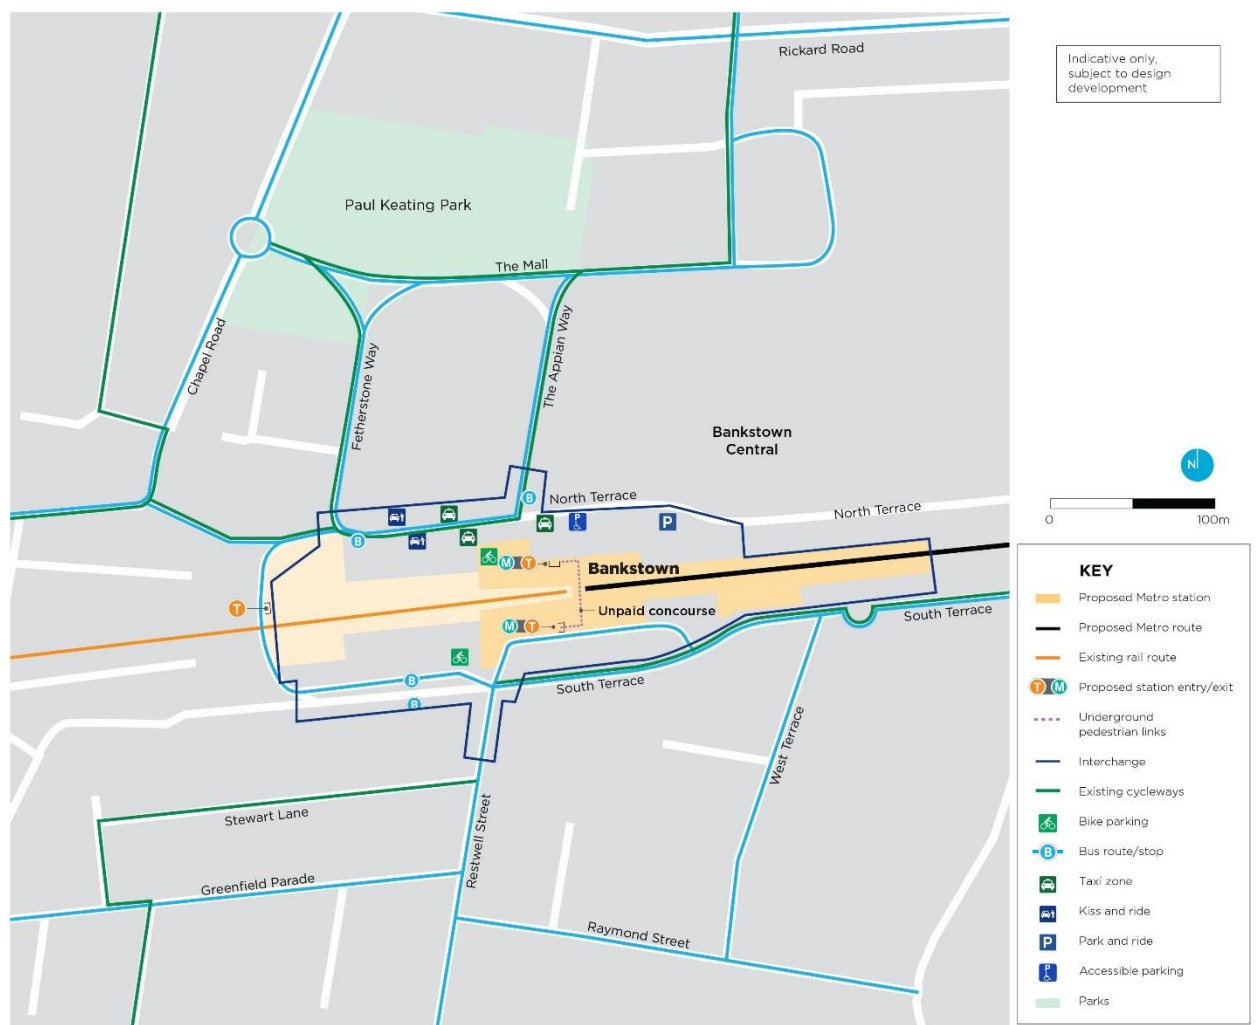 Rickard Road
Indicative only,
subject to design
development
Paul Keating Park
The Mall
Chapel Road
Fetherstone Way
The Appian Way
Bankstown
Central
N
North Terrace
North Terrace
0 100m
B
B
P
P
M T
Bankstown
Unpaid concourse
T
M T
South Terrace
B
South Terrace
B
West Terrace
Stewart Lane
Restwell Street
Greenfield Parade
Raymond Street
KEY
Proposed Metro station
Proposed Metro route
Existing rail route
T M Proposed station entry/exit
Underground
pedestrian links
Interchange
Existing cycleways
Bike parking
B Bus route/stop
Taxi zone
Kiss and ride
P Park and ride
P Accessible parking
Parks